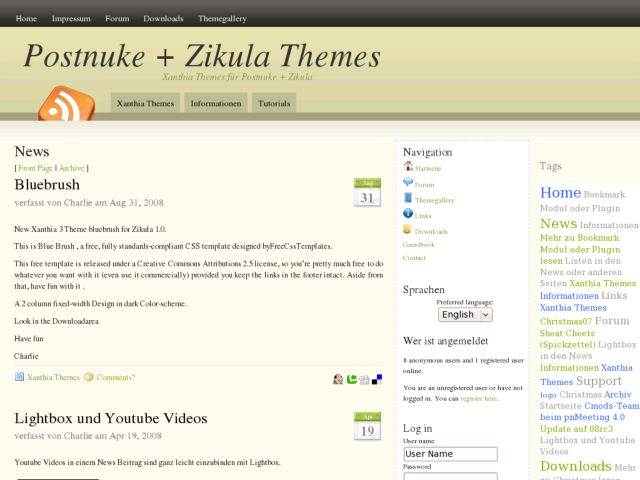 Home Impressum Forum Downloads Themegallery
Postnuke + Zikula Themes
Xanthia Themes für Postnuke + Zikula
Xanthia Themes Informationen Tutorials
News
[ Front Page | Archive ]
Bluebrush
verfasst von Charlie am Aug 31, 2008
Aug
31
New Xanthia 3 Theme bluebrush for Zikula 1.0.
This is Blue Brush , a free, fully standards-compliant CSS template designed byFreeCssTemplates.
This free template is released under a Creative Commons Attributions 2.5 license, so you're pretty much free to do
whatever you want with it (even use it commercially) provided you keep the links in the footer intact. Aside from
that, have fun with it .
A 2 column fixed-width Design in dark Color-scheme.
Look in the Downloadarea
Have fun
Charlie
Xanthia Themes Comments?
Lightbox und Youtube Videos
verfasst von Charlie am Apr 19, 2008
Apr
19
Youtube Videos in einem News Beitrag sind ganz leicht einzubinden mit Lightbox.
Navigation
Startseite
Forum
Themegallery
Links
Downloads
Guestbook
Contact
Sprachen
Preferred language:
English
Wer ist angemeldet
8 anonymous users and 1 registered user
online.
You are an unregistered user or have not
logged in. You can register here.
Log in
User name
User Name
Password
Tags
Home Bookmark
Modul oder Plugin
News Informationen
Mehr zu Bookmark
Modul oder Plugin
lesen Listen in den
News oder anderen
Seiten Xanthia Themes
Informationen Links
Xanthia Themes
Christmas07 Forum
Sheat Cheets
(Spickzettel) Lightbox
in den News
Informationen Xanthia
Themes Support
logo Christmas Archiv
Startseite Cmods-Team
beim pnMeeting 4.0
Update auf 08rc3
Lightbox und Youtube
Videos
Downloads Mehr
zu Christmas lesen